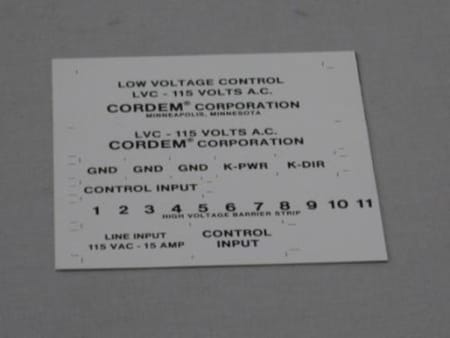 LOW VOLTAGE CONTROL
LVC - 115 VOLTS A.C.
CORDEM® CORPORATION
MINNEAPOLIS, MINNESOTA
LVC - 115 VOLTS A.C.
CORDEM® CORPORATION
GND GND GND K-PWR K-DIR
CONTROL INPUT
1 2 3 4 5 6 7 8 9 10 11
HIGH VOLTAGE BARRIER STRIP
LINE INPUT
115 VAC - 15 AMP
CONTROL
INPUT